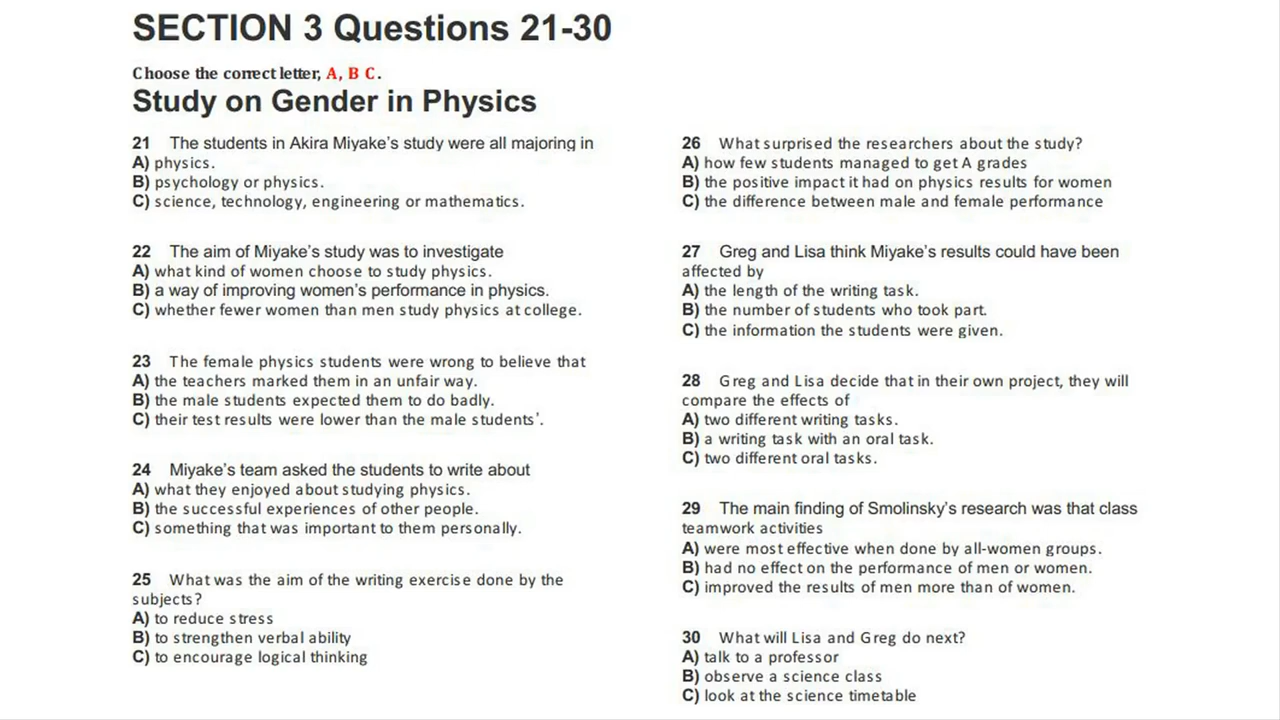 SECTION 3 Questions 21-30
Choose the correct letter, A, B C.
Study on Gender in Physics
21 The students in Akira Miyake's study were all majoring in
A) physics.
B) psychology or physics.
C) science, technology, engineering or mathematics.
22 The aim of Miyake's study was to investigate
A) what kind of women choose to study physics.
B) a way of improving women's performance in physics.
C) whether fewer women than men study physics at college.
23 The female physics students were wrong to believe that
A) the teachers marked them in an unfair way.
B) the male students expected them to do badly.
C) their test results were lower than the male students'.
24 Miyake's team asked the students to write about
A) what they enjoyed about studying physics.
B) the successful experiences of other people.
C) something that was important to them personally.
25 What was the aim of the writing exercise done by the
subjects?
A) to reduce stress
B) to strengthen verbal ability
C) to encourage logical thinking
26 What surprised the researchers about the study?
A) how few students managed to get A grades
B) the positive impact it had on physics results for women
C) the difference between male and female performance
27 Greg and Lisa think Miyake's results could have been
affected by
A) the length of the writing task.
B) the number of students who took part.
C) the information the students were given.
28 Greg and Lisa decide that in their own project, they will
compare the effects of
A) two different writing tasks.
B) a writing task with an oral task.
C) two different oral tasks.
29 The main finding of Smolinsky's research was that class
teamwork activities
A) were most effective when done by all-women groups.
B) had no effect on the performance of men or women.
C) improved the results of men more than of women.
30 What will Lisa and Greg do next?
A) talk to a professor
B) observe a science class
C) look at the science timetable